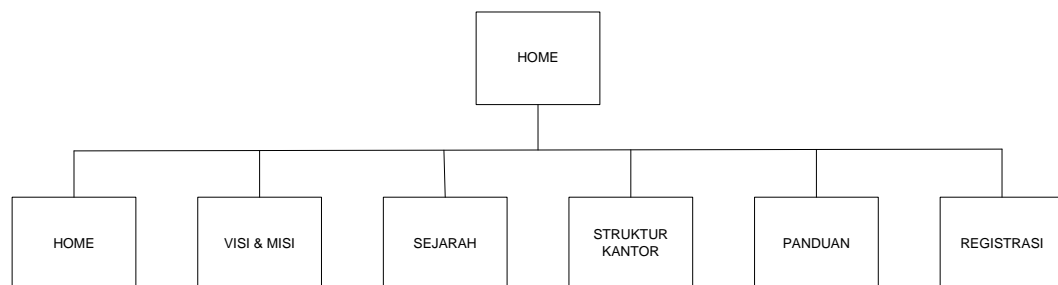 HOME
HOME
VISI & MISI
SEJARAH
STRUKTUR
KANTOR
PANDUAN
REGISTRASI